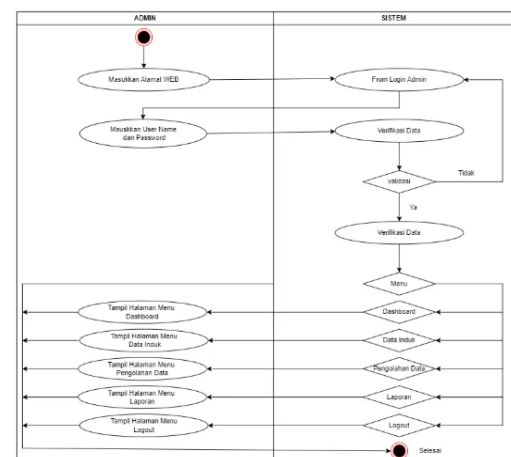 ADMIN
SISTEM
Masukkan Alamat WEB
From Login Admin
Mauskkan User Name
dan Password
Verifikasi Data
validasi
Tidak
Ya
Verifikasi Data
Menu
Tampil Halaman Menu
Dashboard
Dashboard
Tampil Halaman Menu
Data Induk
Data Induk
Tampil Halaman Menu
Pengolahan Data
Pengolahan Data
Tampil Halaman Menu
Laporan
Laporan
Tampil Halaman Menu
Logout
Logout
Selesai